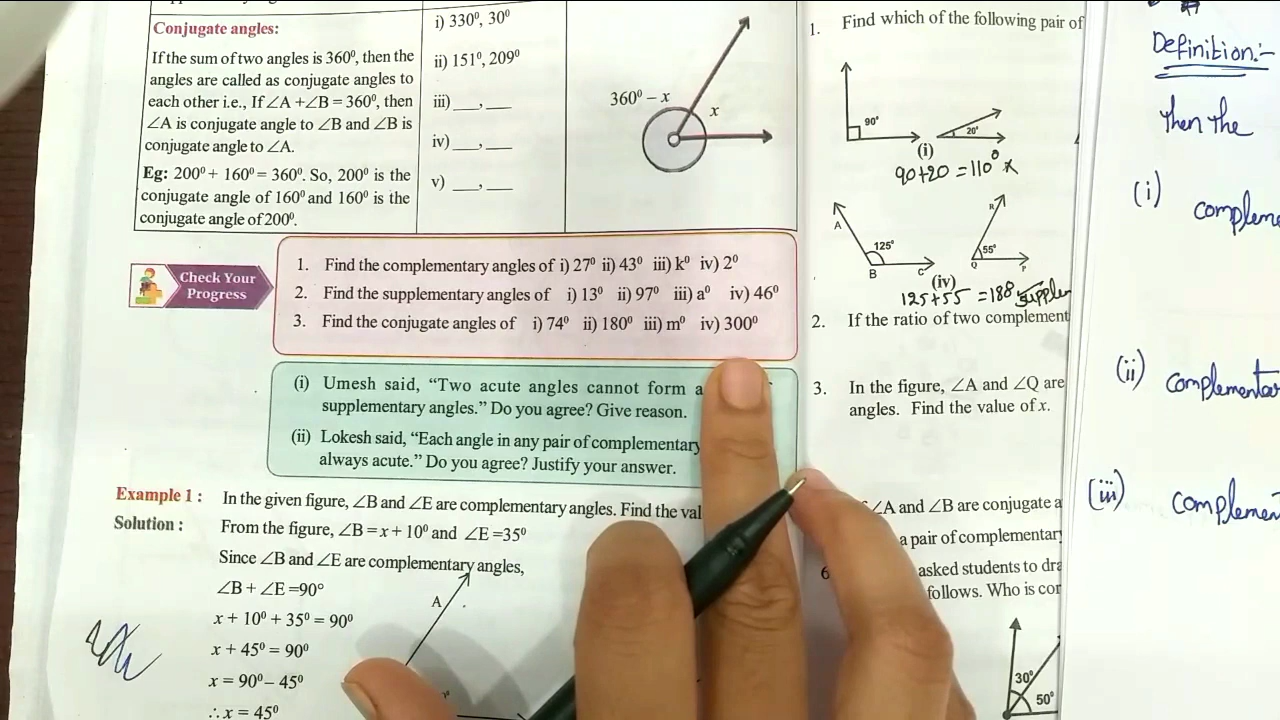 Conjugate angles:
If the sum of two angles is 360⁰, then the
angles are called as conjugate angles to
each other i.e., If ∠A +∠B = 360⁰, then
∠A is conjugate angle to ∠B and ∠B is
conjugate angle to ∠A.
Eg: 200⁰ + 160⁰ = 360⁰. So, 200⁰ is the
conjugate angle of 160⁰ and 160⁰ is the
conjugate angle of 200⁰.
i) 330⁰, 30⁰
ii) 151⁰, 209⁰
iii) ___, ___
iv) ___, ___
v) ___, ___
360⁰ – x
x
Check Your
Progress
1. Find the complementary angles of i) 27⁰ ii) 43⁰ iii) k⁰ iv) 2⁰
2. Find the supplementary angles of i) 13⁰ ii) 97⁰ iii) a⁰ iv) 46⁰
3. Find the conjugate angles of i) 74⁰ ii) 180⁰ iii) m⁰ iv) 300⁰
(i) Umesh said, “Two acute angles cannot form a
supplementary angles.” Do you agree? Give reason.
(ii) Lokesh said, “Each angle in any pair of complementary
always acute.” Do you agree? Justify your answer.
Example 1 : In the given figure, ∠B and ∠E are complementary angles. Find the val
Solution : From the figure, ∠B = x + 10⁰ and ∠E =35⁰
Since ∠B and ∠E are complementary angles,
∠B + ∠E =90°
x + 10⁰ + 35⁰ = 90⁰
x + 45⁰ = 90⁰
x = 90⁰ – 45⁰
∴ x = 45⁰
A
1. Find which of the following pair of
90°
20°
(i)
90+20 = 110⁰ x
A
125°
B
C
R
55°
Q
P
(iv)
125+55 = 188
2. If the ratio of two complement
3. In the figure, ∠A and ∠Q are
angles. Find the value of x.
∠A and ∠B are conjugate a
a pair of complementary
6 asked students to dra
follows. Who is cor
30°
50°
Definition:-
then the
(i) compleme
(ii) complementar
(iii) complemen